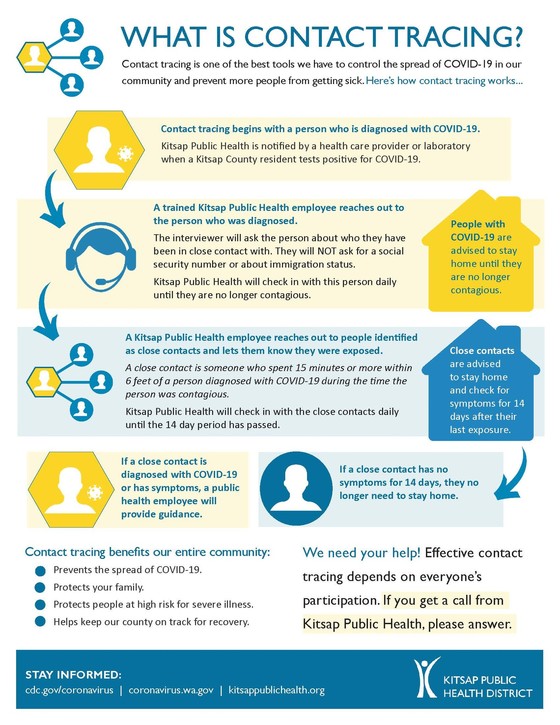 WHAT IS CONTACT TRACING?
Contact tracing is one of the best tools we have to control the spread of COVID-19 in our
community and prevent more people from getting sick. Here's how contact tracing works...
Contact tracing begins with a person who is diagnosed with COVID-19.
Kitsap Public Health is notified by a health care provider or laboratory
when a Kitsap County resident tests positive for COVID-19.
A trained Kitsap Public Health employee reaches out to
the person who was diagnosed.
The interviewer will ask the person about who they have
been in close contact with. They will NOT ask for a social
security number or about immigration status.
Kitsap Public Health will check in with this person daily
until they are no longer contagious.
People with
COVID-19 are
advised to stay
home until they
are no longer
contagious.
A Kitsap Public Health employee reaches out to people identified
as close contacts and lets them know they were exposed.
A close contact is someone who spent 15 minutes or more within
6 feet of a person diagnosed with COVID-19 during the time the
person was contagious.
Kitsap Public Health will check in with the close contacts daily
until the 14 day period has passed.
Close contacts
are advised
to stay home
and check for
symptoms for 14
days after their
last exposure.
If a close contact is
diagnosed with COVID-19
or has symptoms, a public
health employee will
provide guidance.
If a close contact has no
symptoms for 14 days, they no
longer need to stay home.
Contact tracing benefits our entire community:
Prevents the spread of COVID-19.
Protects your family.
Protects people at high risk for severe illness.
Helps keep our county on track for recovery.
We need your help! Effective contact
tracing depends on everyone's
participation. If you get a call from
Kitsap Public Health, please answer.
STAY INFORMED:
cdc.gov/coronavirus | coronavirus.wa.gov | kitsappublichealth.org
KITSAP PUBLIC
HEALTH DISTRICT